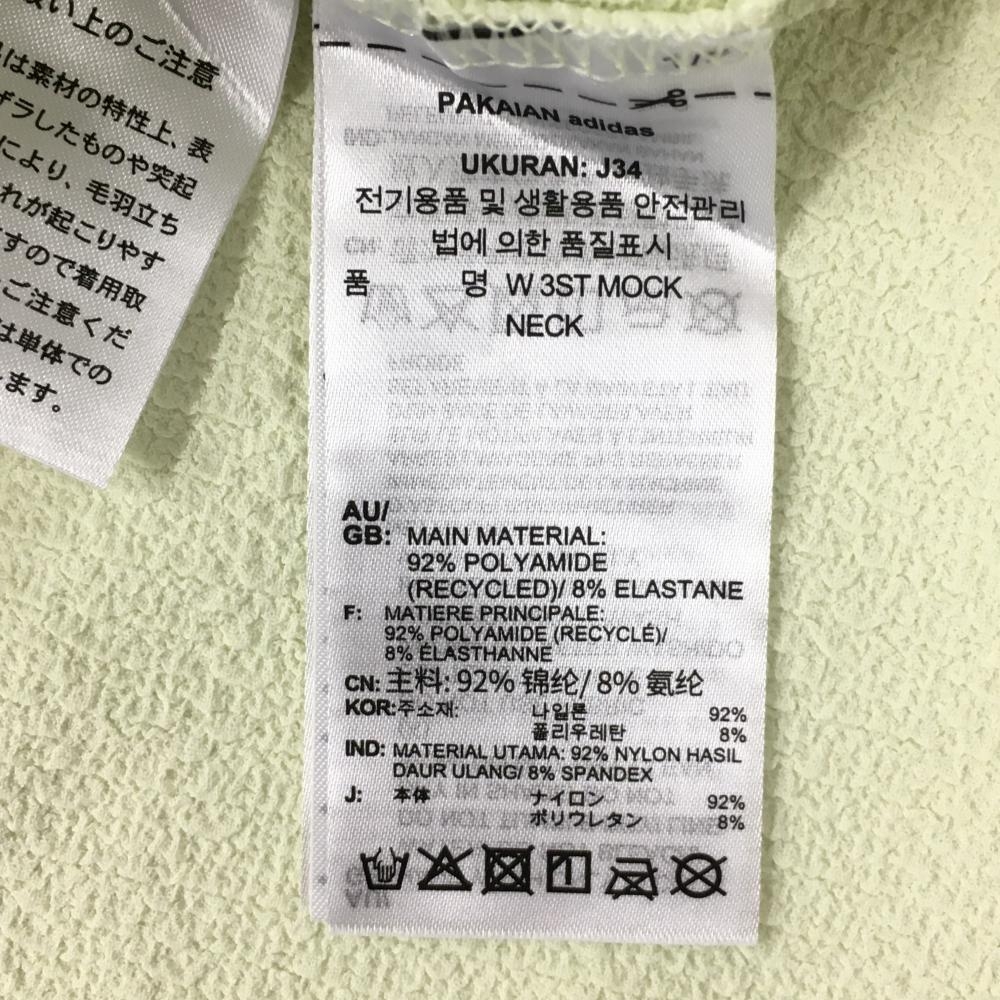 い上のご注意
は素材の特性上、表
ザラしたものや突起
により、毛羽立ち
れが起こりやす
すので着用取
ご注意くだ
は単体での
します。
PAKAIAN adidas
UKURAN: J34
전기용품 및 생활용품 안전관리
법에 의한 품질표시
품 명 W 3ST MOCK
NECK
AU/
GB: MAIN MATERIAL:
92% POLYAMIDE
(RECYCLED)/ 8% ELASTANE
F: MATIERE PRINCIPALE:
92% POLYAMIDE (RECYCLÉ)/
8% ÉLASTHANNE
CN: 主料: 92% 锦纶/ 8% 氨纶
KOR: 주소재: 나일론 92%
폴리우레탄 8%
IND: MATERIAL UTAMA: 92% NYLON HASIL
DAUR ULANG/ 8% SPANDEX
J: 本体 ナイロン 92%
ポリウレタン 8%